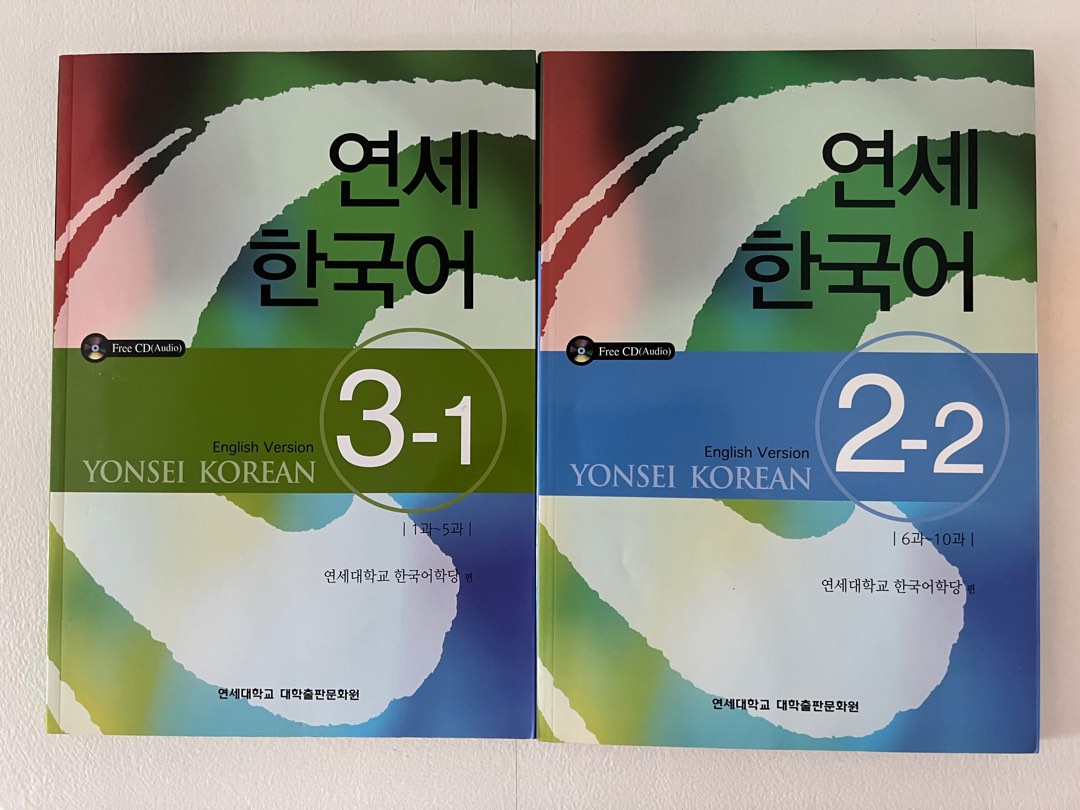 연세
한국어
Free CD(Audio)
3-1
English Version
YONSEI KOREAN
| 1과~5과 |
연세대학교 한국어학당 편
연세대학교 대학출판문화원
연세
한국어
Free CD(Audio)
2-2
English Version
YONSEI KOREAN
| 6과~10과 |
연세대학교 한국어학당 편
연세대학교 대학출판문화원